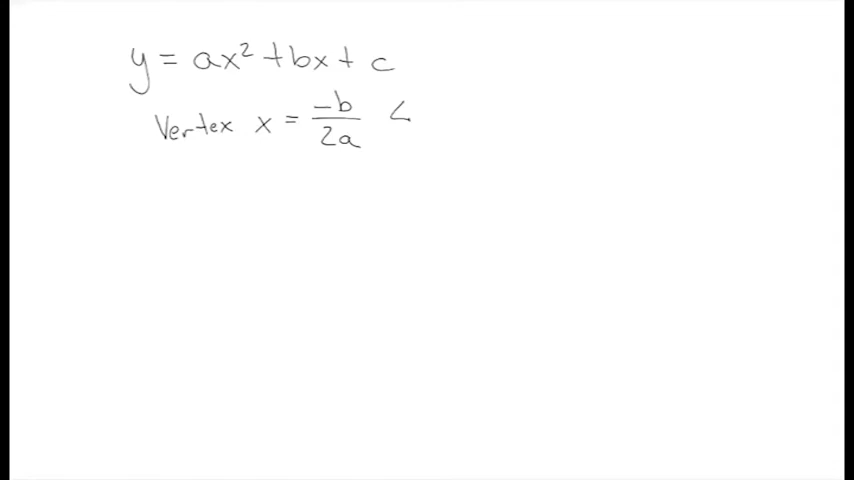 y = ax² + bx + c
Vertex x = -b/2a <